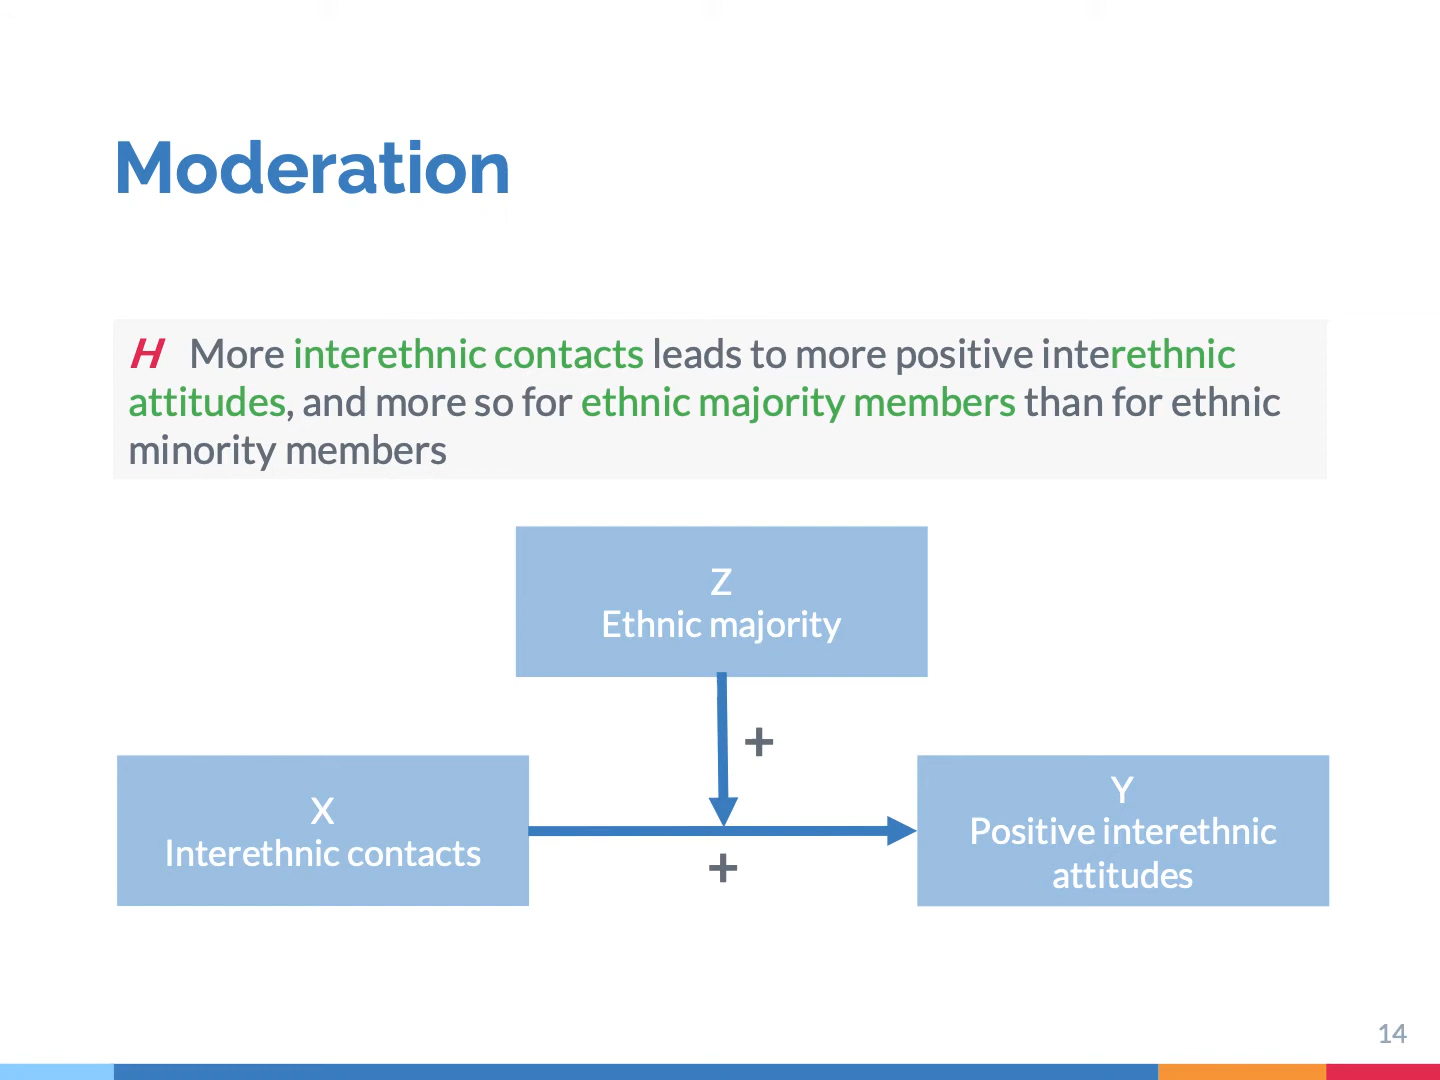 Moderation
H More interethnic contacts leads to more positive interethnic
attitudes, and more so for ethnic majority members than for ethnic
minority members
Z
Ethnic majority
+
X
Interethnic contacts
+
Y
Positive interethnic
attitudes
14